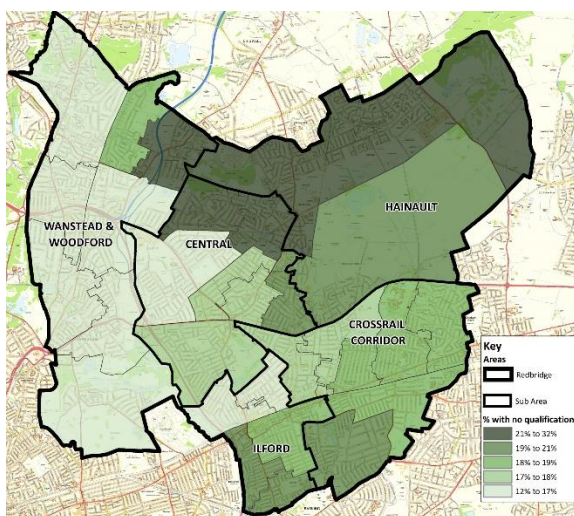 WANSTEAD &
WOODFORD
CENTRAL
HAINAULT
CROSSRAIL
CORRIDOR
ILFORD
Key
Areas
Redbridge
Sub Area
% with no qualification
21% to 32%
19% to 21%
18% to 19%
17% to 18%
12% to 17%